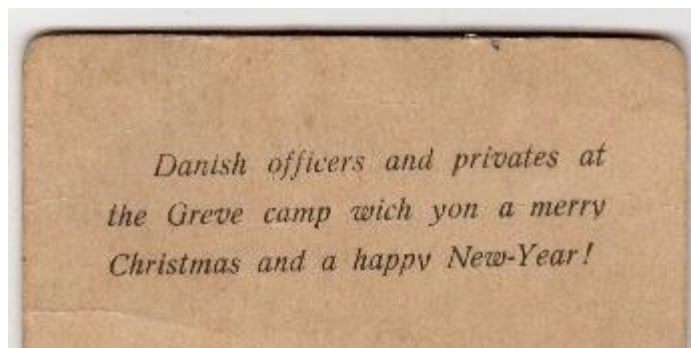 Danish officers and privates at
the Greve camp wich yon a merry
Christmas and a happy New-Year!